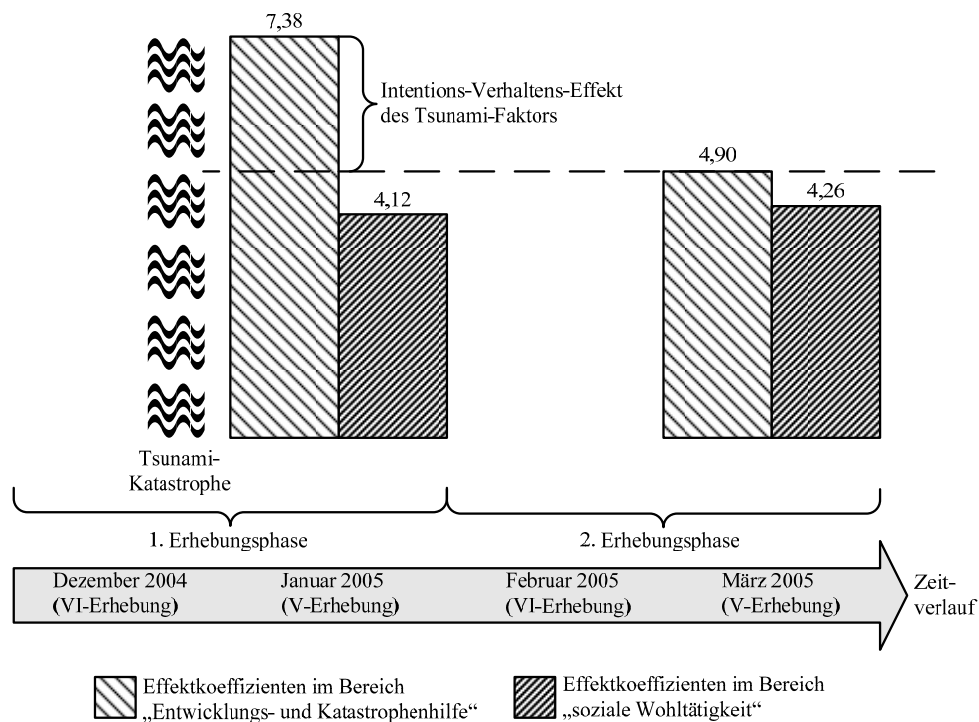 7,38
Intentions-Verhaltens-Effekt
des Tsunami-Faktors
4,12
4,90
4,26
Tsunami-
Katastrophe
1. Erhebungsphase
2. Erhebungsphase
Dezember 2004
(VI-Erhebung)
Januar 2005
(V-Erhebung)
Februar 2005
(VI-Erhebung)
März 2005
(V-Erhebung)
Zeit-
verlauf
Effektkoeffizienten im Bereich
„Entwicklungs- und Katastrophenhilfe“
Effektkoeffizienten im Bereich
„soziale Wohltätigkeit“